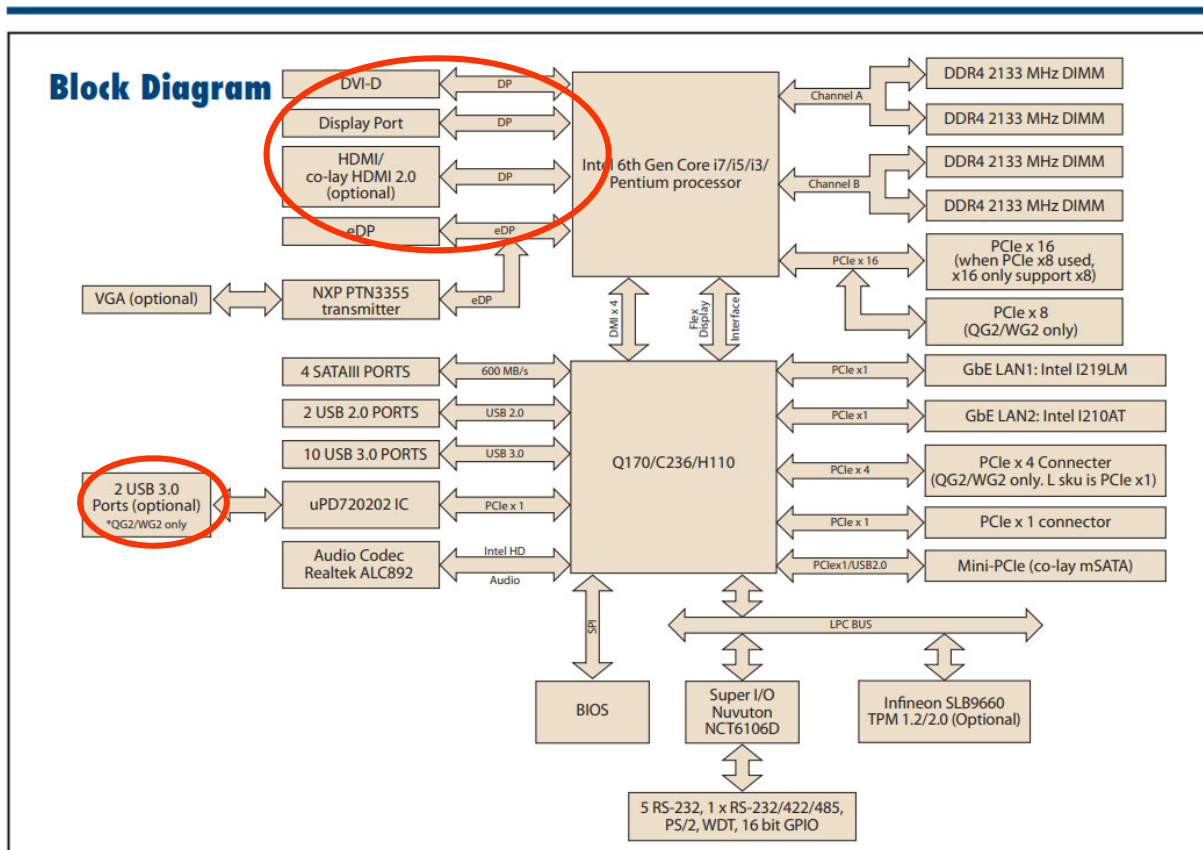 Block Diagram
DVI-D
DP
Display Port
DP
HDMI/
co-lay HDMI 2.0
(optional)
DP
eDP
eDP
VGA (optional)
NXP PTN3355
transmitter
eDP
Intel 6th Gen Core i7/i5/i3/
Pentium processor
Channel A
DDR4 2133 MHz DIMM
DDR4 2133 MHz DIMM
Channel B
DDR4 2133 MHz DIMM
DDR4 2133 MHz DIMM
PCIe x 16
PCIe x 16
(when PCIe x8 used,
x16 only support x8)
PCIe x 8
(QG2/WG2 only)
DMI x 4
Flex
Display
Interface
4 SATAIII PORTS
600 MB/s
2 USB 2.0 PORTS
USB 2.0
10 USB 3.0 PORTS
USB 3.0
2 USB 3.0
Ports (optional)
*QG2/WG2 only
uPD720202 IC
PCIe x 1
Audio Codec
Realtek ALC892
Intel HD
Audio
Q170/C236/H110
PCIe x1
GbE LAN1: Intel I219LM
PCIe x1
GbE LAN2: Intel I210AT
PCIe x 4
PCIe x 4 Connecter
(QG2/WG2 only. L sku is PCIe x1)
PCIe x 1
PCIe x 1 connector
PCIex1/USB2.0
Mini-PCIe (co-lay mSATA)
SPI
LPC BUS
BIOS
Super I/O
Nuvuton
NCT6106D
Infineon SLB9660
TPM 1.2/2.0 (Optional)
5 RS-232, 1 x RS-232/422/485,
PS/2, WDT, 16 bit GPIO